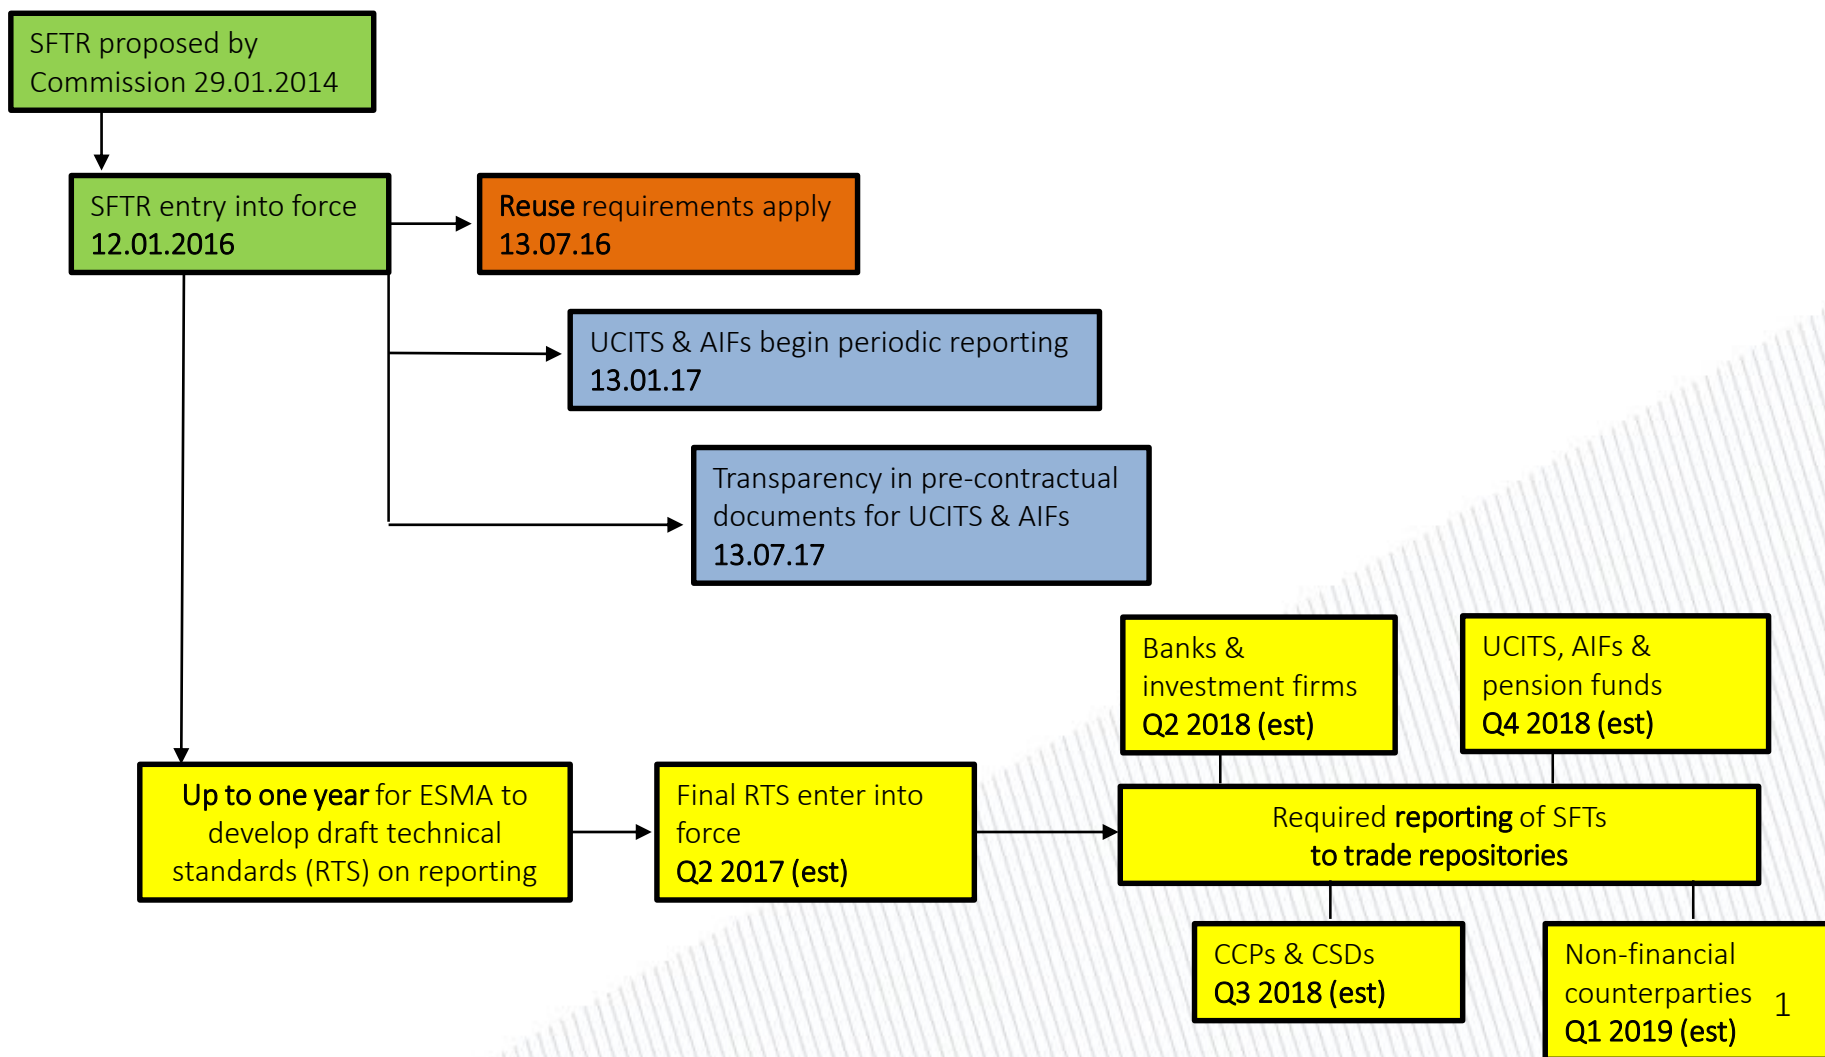 SFTR proposed by
Commission 29.01.2014
SFTR entry into force
12.01.2016
Reuse requirements apply
13.07.16
UCITS & AIFs begin periodic reporting
13.01.17
Transparency in pre-contractual
documents for UCITS & AIFs
13.07.17
Up to one year for ESMA to
develop draft technical
standards (RTS) on reporting
Final RTS enter into
force
Q2 2017 (est)
Banks &
investment firms
Q2 2018 (est)
UCITS, AIFs &
pension funds
Q4 2018 (est)
Required reporting of SFTs
to trade repositories
CCPs & CSDs
Q3 2018 (est)
Non-financial
counterparties
Q1 2019 (est)
1